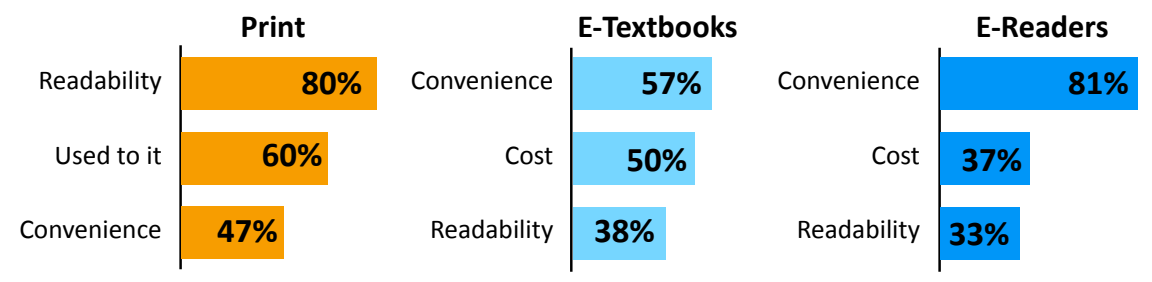 Print
Readability 80%
Used to it 60%
Convenience 47%
E-Textbooks
Convenience 57%
Cost 50%
Readability 38%
E-Readers
Convenience 81%
Cost 37%
Readability 33%